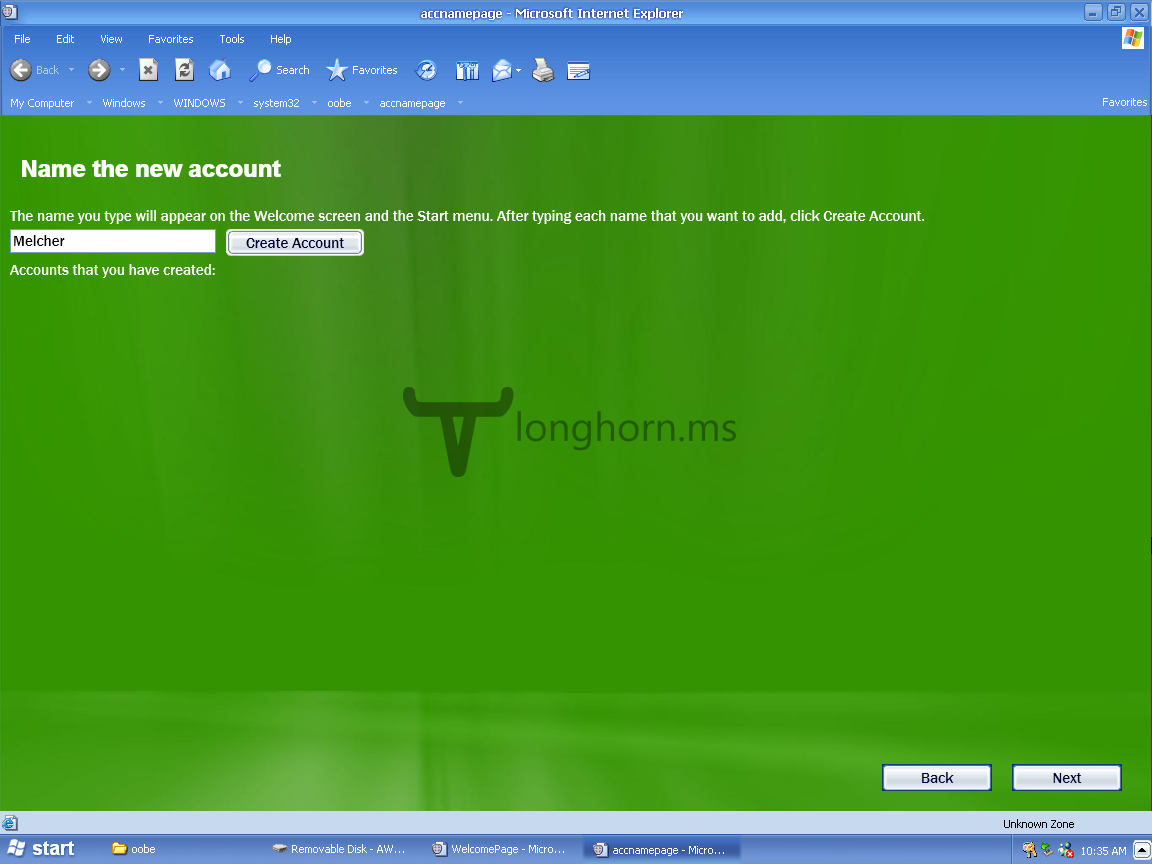 accnamepage - Microsoft Internet Explorer
File Edit View Favorites Tools Help
Back Search Favorites
My Computer Windows WINDOWS system32 oobe accnamepage Favorites
Name the new account
The name you type will appear on the Welcome screen and the Start menu. After typing each name that you want to add, click Create Account.
Melcher Create Account
Accounts that you have created:
longhorn.ms
Back Next
Unknown Zone
start oobe Removable Disk - AW... WelcomePage - Micro... accnamepage - Micro... 10:35 AM